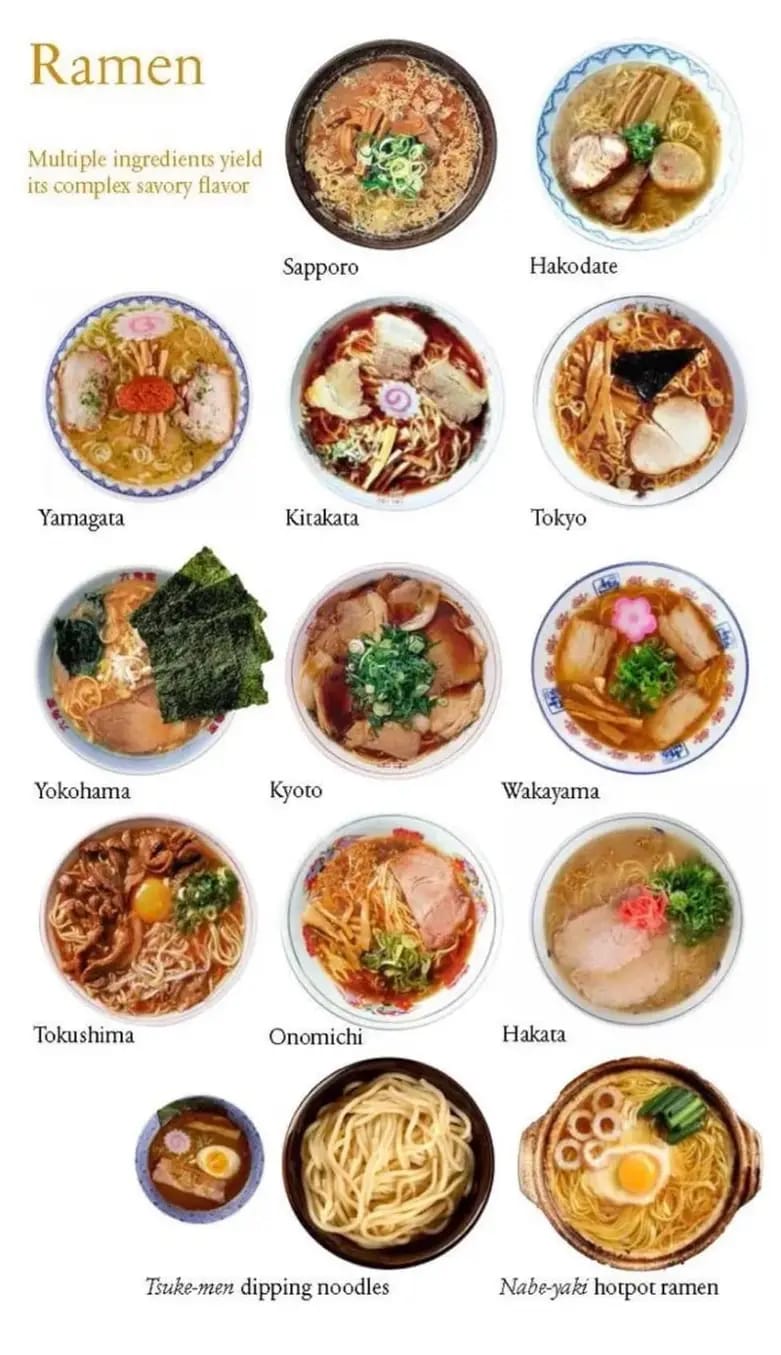 Ramen
Multiple ingredients yield
its complex savory flavor
Sapporo
Hakodate
Yamagata
Kitakata
Tokyo
Yokohama
Kyoto
Wakayama
Tokushima
Onomichi
Hakata
Tsuke-men dipping noodles
Nabe-yaki hotpot ramen